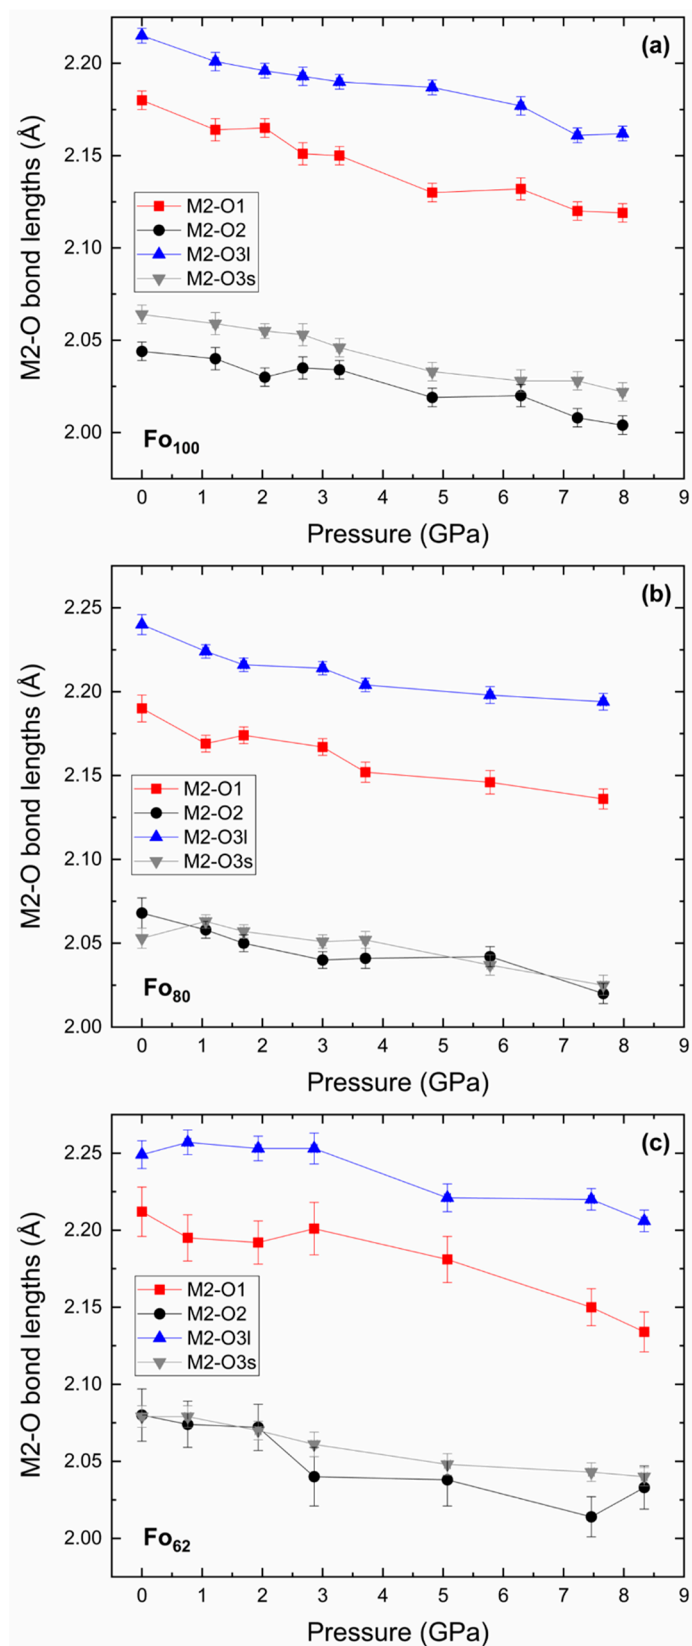 (a)
2.20
2.15
2.10
2.05
2.00
M2-O bond lengths (Å)
M2-O1
M2-O2
M2-O3l
M2-O3s
Fo100
0 1 2 3 4 5 6 7 8 9
Pressure (GPa)
(b)
2.25
2.20
2.15
2.10
2.05
2.00
M2-O bond lengths (Å)
M2-O1
M2-O2
M2-O3l
M2-O3s
Fo80
0 1 2 3 4 5 6 7 8 9
Pressure (GPa)
(c)
2.25
2.20
2.15
2.10
2.05
2.00
M2-O bond lengths (Å)
M2-O1
M2-O2
M2-O3l
M2-O3s
Fo62
0 1 2 3 4 5 6 7 8 9
Pressure (GPa)